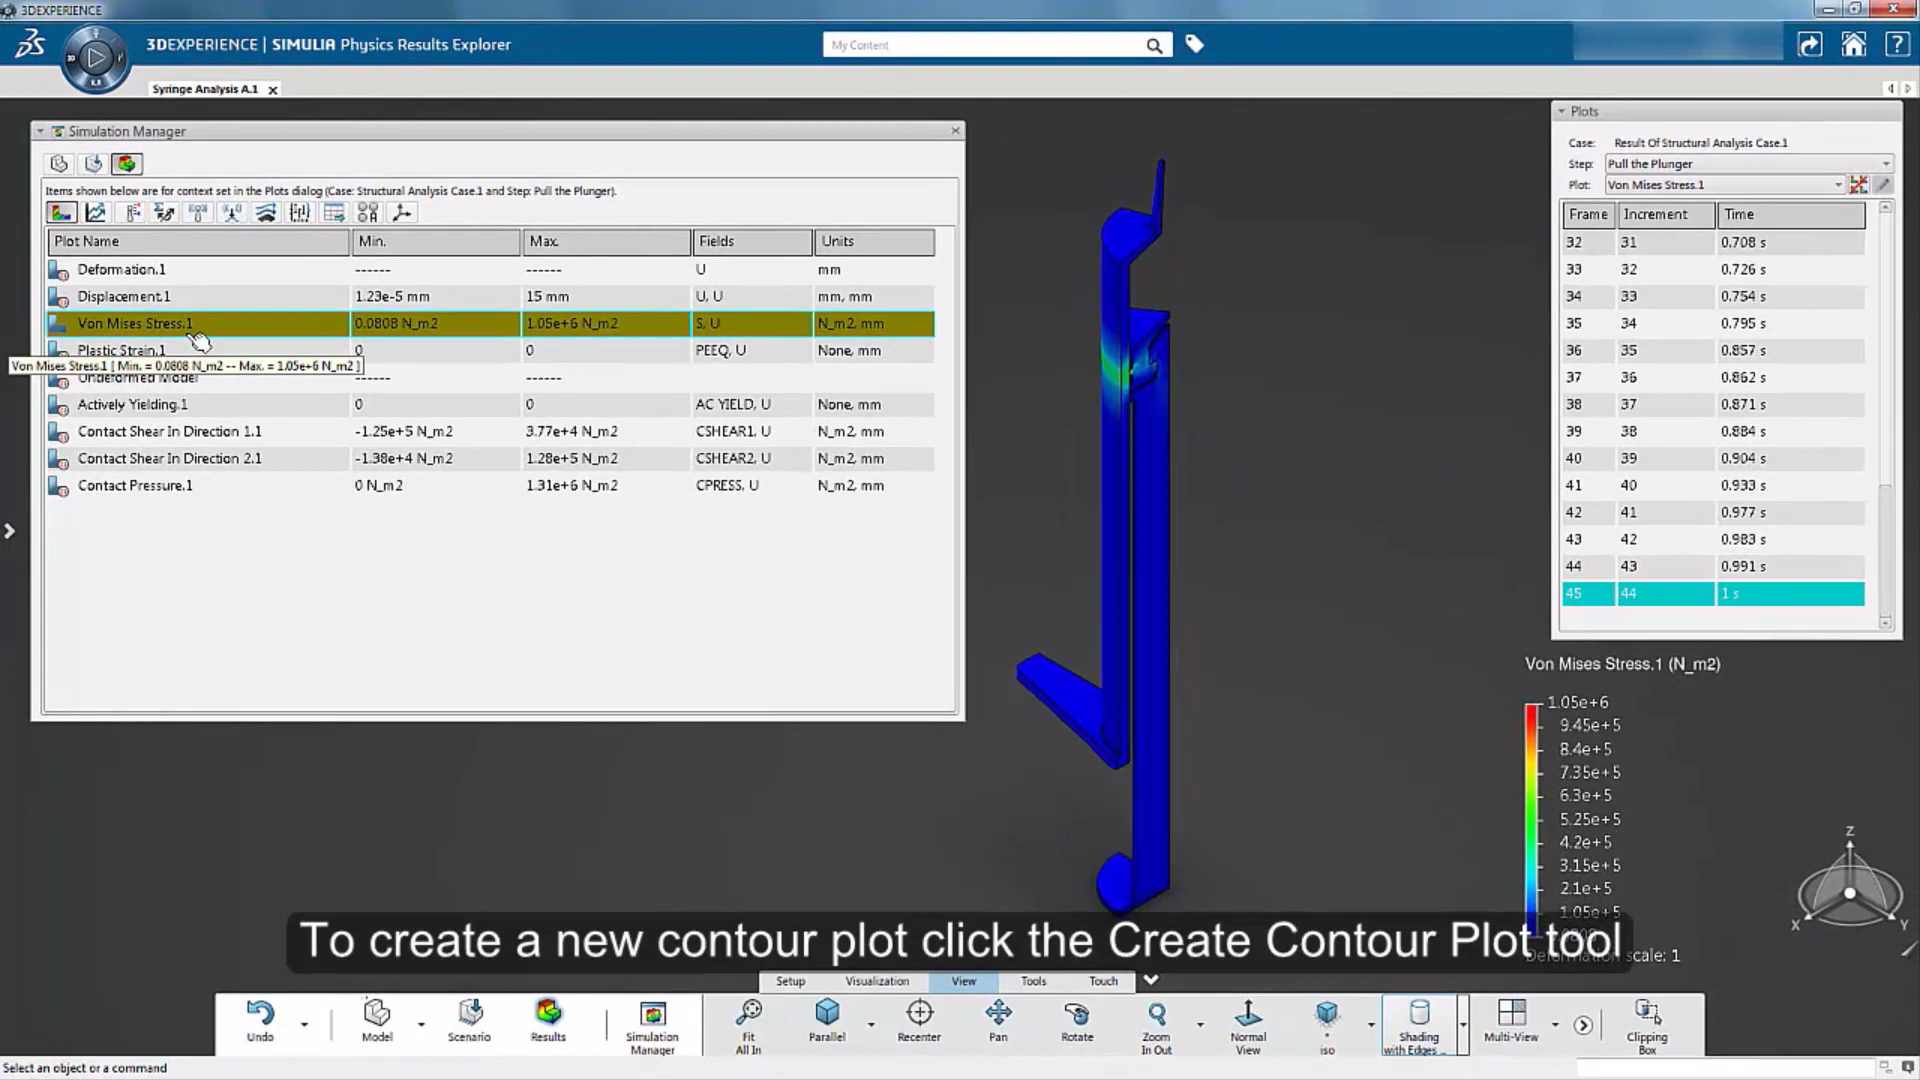 3DEXPERIENCE
3DEXPERIENCE | SIMULIA Physics Results Explorer
My Content
Syringe Analysis A.1
Simulation Manager
Items shown below are for context set in the Plots dialog (Case: Structural Analysis Case.1 and Step: Pull the Plunger).
Plot Name Min. Max. Fields Units
Deformation.1 ------ ------ U mm
Displacement.1 1.23e-5 mm 15 mm U, U mm, mm
Von Mises Stress.1 0.0808 N_m2 1.05e+6 N_m2 S, U N_m2, mm
Plastic Strain.1 0 0 PEEQ, U None, mm
Von Mises Stress.1 [ Min. = 0.0808 N_m2 -- Max. = 1.05e+6 N_m2 ]
Undeformed Model ------ ------
Actively Yielding.1 0 0 AC YIELD, U None, mm
Contact Shear In Direction 1.1 -1.25e+5 N_m2 3.77e+4 N_m2 CSHEAR1, U N_m2, mm
Contact Shear In Direction 2.1 -1.38e+4 N_m2 1.28e+5 N_m2 CSHEAR2, U N_m2, mm
Contact Pressure.1 0 N_m2 1.31e+6 N_m2 CPRESS, U N_m2, mm
Plots
Case: Result Of Structural Analysis Case.1
Step: Pull the Plunger
Plot: Von Mises Stress.1
Frame Increment Time
32 31 0.708 s
33 32 0.726 s
34 33 0.754 s
35 34 0.795 s
36 35 0.857 s
37 36 0.862 s
38 37 0.871 s
39 38 0.884 s
40 39 0.904 s
41 40 0.933 s
42 41 0.977 s
43 42 0.983 s
44 43 0.991 s
45 44 1 s
Von Mises Stress.1 (N_m2)
1.05e+6
9.45e+5
8.4e+5
7.35e+5
6.3e+5
5.25e+5
4.2e+5
3.15e+5
2.1e+5
1.05e+5
Deformation scale: 1
Z
X Y
To create a new contour plot click the Create Contour Plot tool
Setup Visualization View Tools Touch
Undo Model Scenario Results Simulation Manager Fit All In Parallel Recenter Pan Rotate Zoom In Out Normal View iso Shading with Edges... Multi-View Clipping Box
Select an object or a command